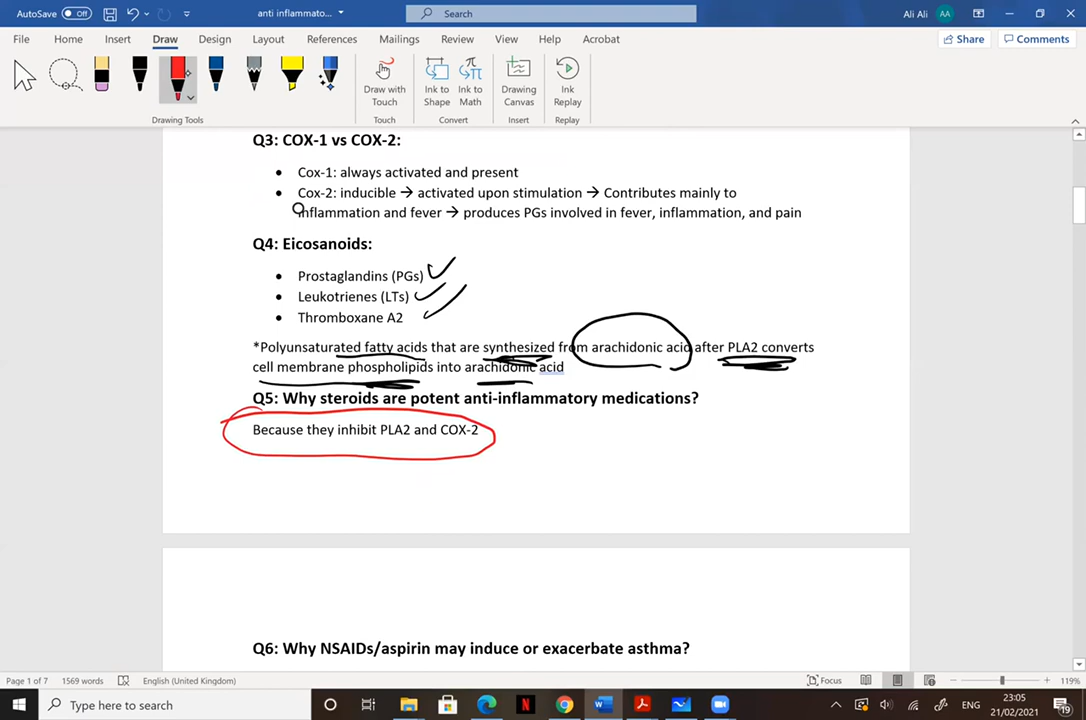 AutoSave Off anti inflammato... Search Ali Ali AA
File Home Insert Draw Design Layout References Mailings Review View Help Acrobat Share Comments
Draw with Touch
Ink to Shape
Ink to Math
Drawing Canvas
Ink Replay
Drawing Tools Touch Convert Insert Replay
Q3: COX-1 vs COX-2:
• Cox-1: always activated and present
• Cox-2: inducible → activated upon stimulation → Contributes mainly to
inflammation and fever → produces PGs involved in fever, inflammation, and pain
Q4: Eicosanoids:
• Prostaglandins (PGs)
• Leukotrienes (LTs)
• Thromboxane A2
*Polyunsaturated fatty acids that are synthesized from arachidonic acid after PLA2 converts
cell membrane phospholipids into arachidonic acid
Q5: Why steroids are potent anti-inflammatory medications?
Because they inhibit PLA2 and COX-2
Q6: Why NSAIDs/aspirin may induce or exacerbate asthma?
Page 1 of 7 1569 words English (United Kingdom) Focus 119%
Type here to search ENG 23:05
21/02/2021 19